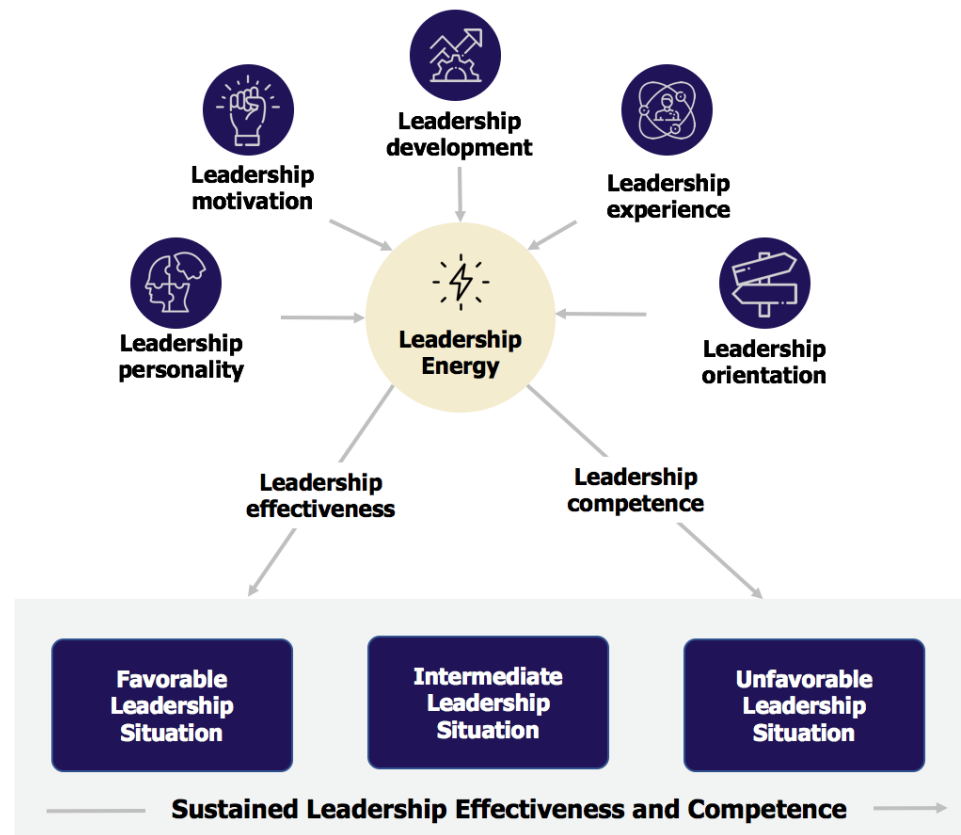 Leadership
development
Leadership
motivation
Leadership
experience
Leadership
personality
Leadership
Energy
Leadership
orientation
Leadership
effectiveness
Leadership
competence
Favorable
Leadership
Situation
Intermediate
Leadership
Situation
Unfavorable
Leadership
Situation
Sustained Leadership Effectiveness and Competence